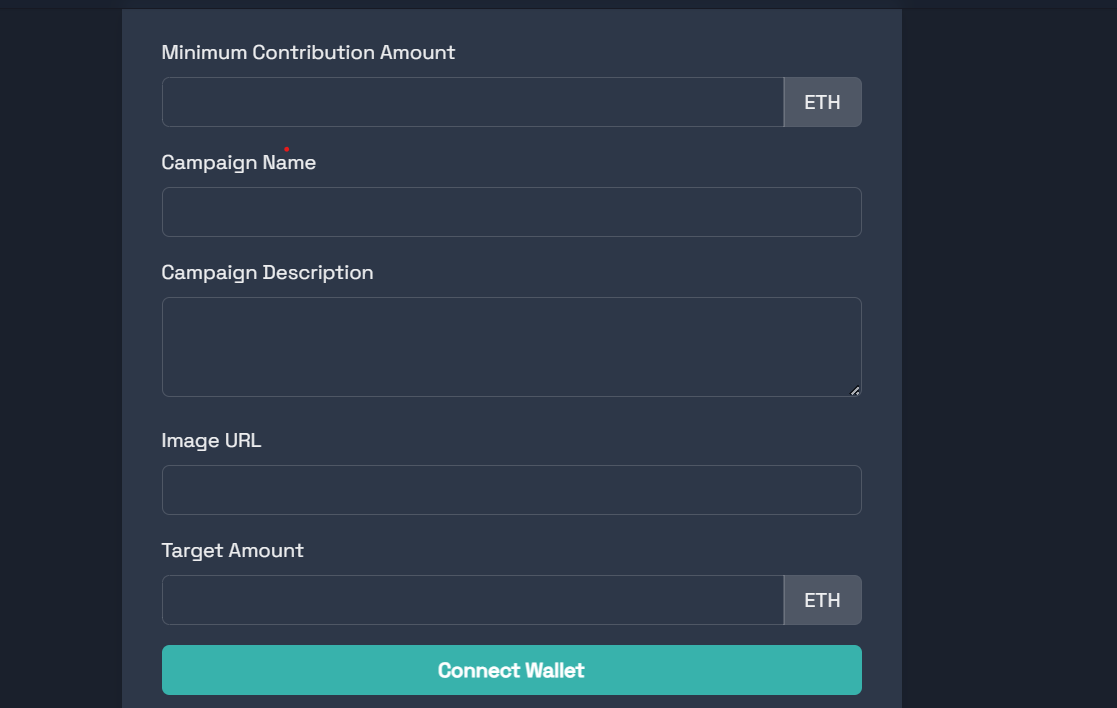 Minimum Contribution Amount
ETH
Campaign Name
Campaign Description
Image URL
Target Amount
ETH
Connect Wallet